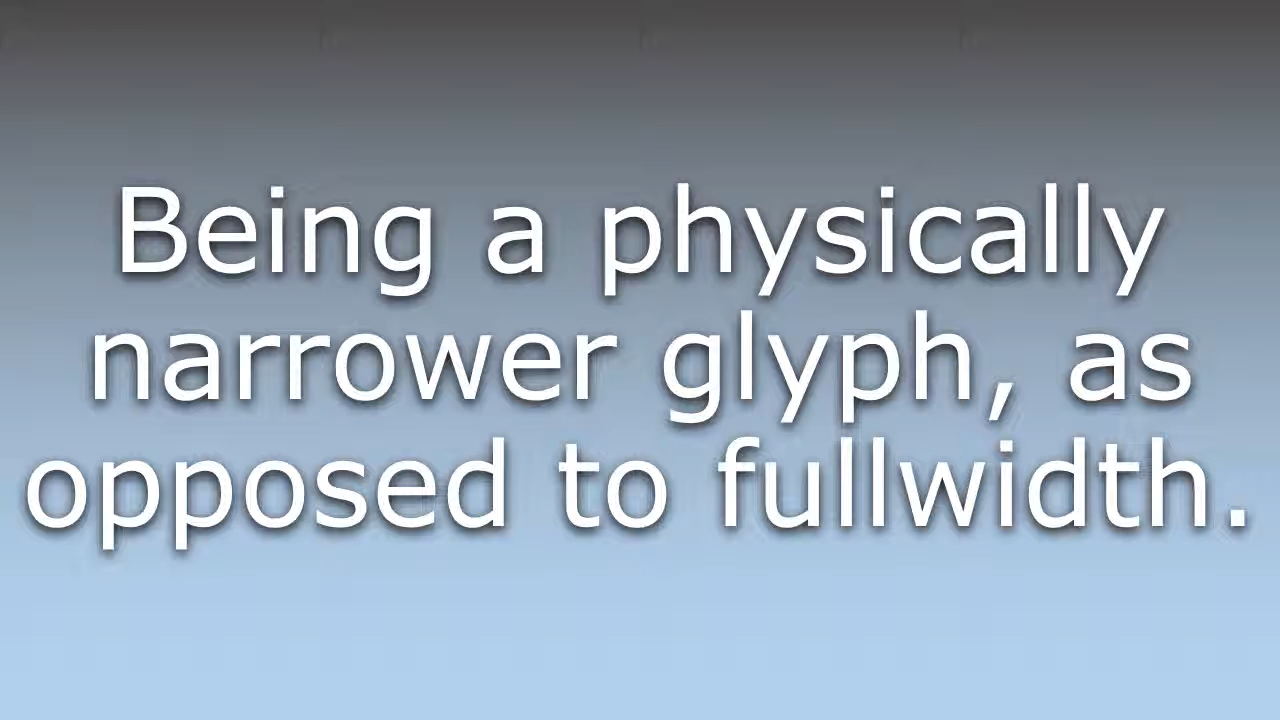 Being a physically
narrower glyph, as
opposed to fullwidth.